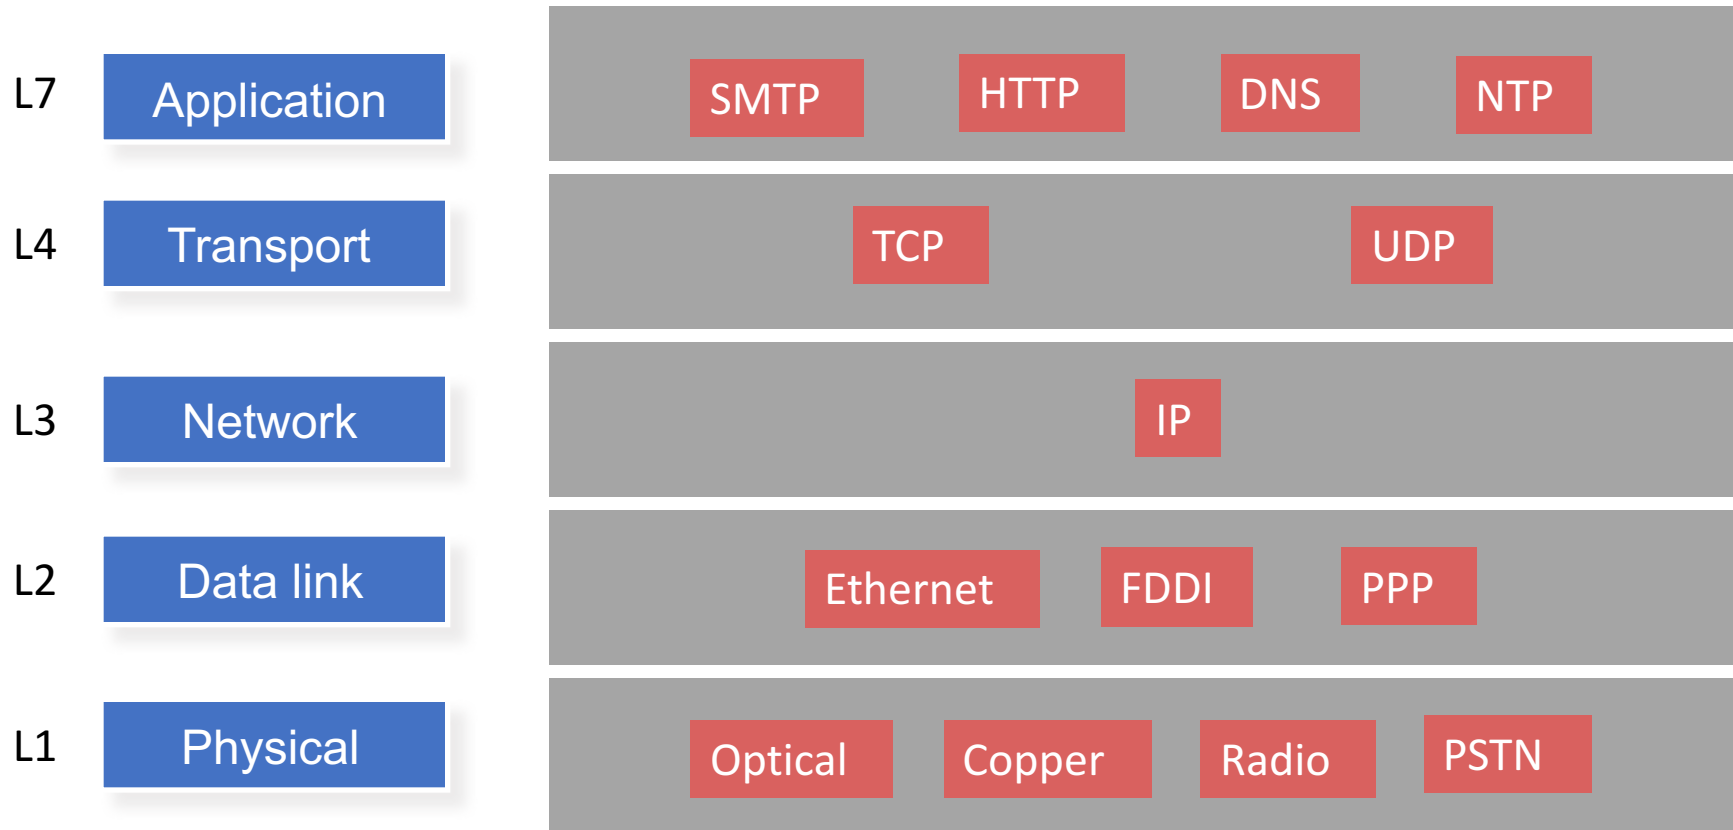 L7 Application SMTP HTTP DNS NTP
L4 Transport TCP UDP
L3 Network IP
L2 Data link Ethernet FDDI PPP
L1 Physical Optical Copper Radio PSTN